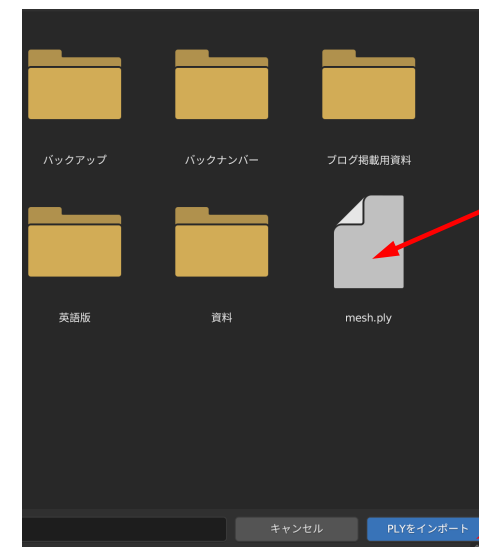 バックアップ
バックナンバー
ブログ掲載用資料
英語版
資料
mesh.ply
キャンセル
PLYをインポート